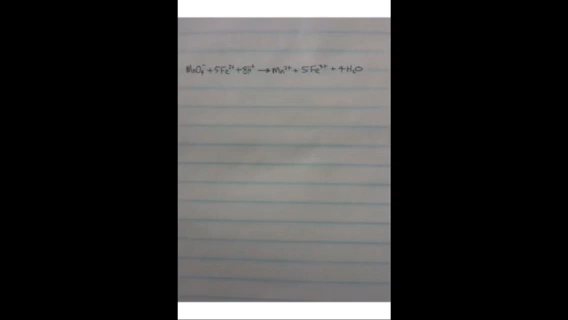 MnO₄⁻ + 5Fe²⁺ + 8H⁺ → Mn²⁺ + 5Fe³⁺ + 4H₂O